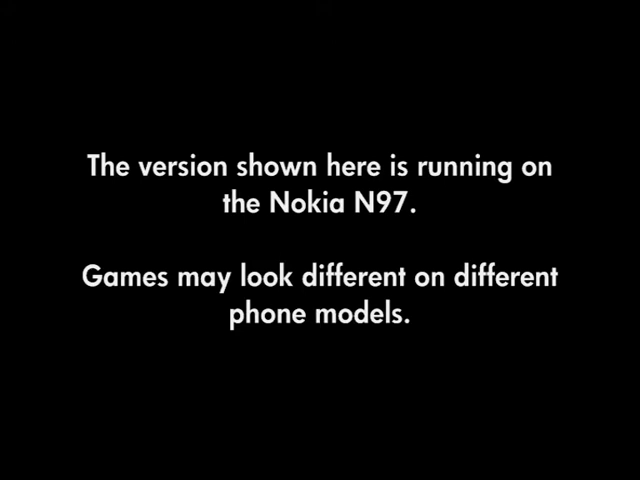 The version shown here is running on
the Nokia N97.
Games may look different on different
phone models.